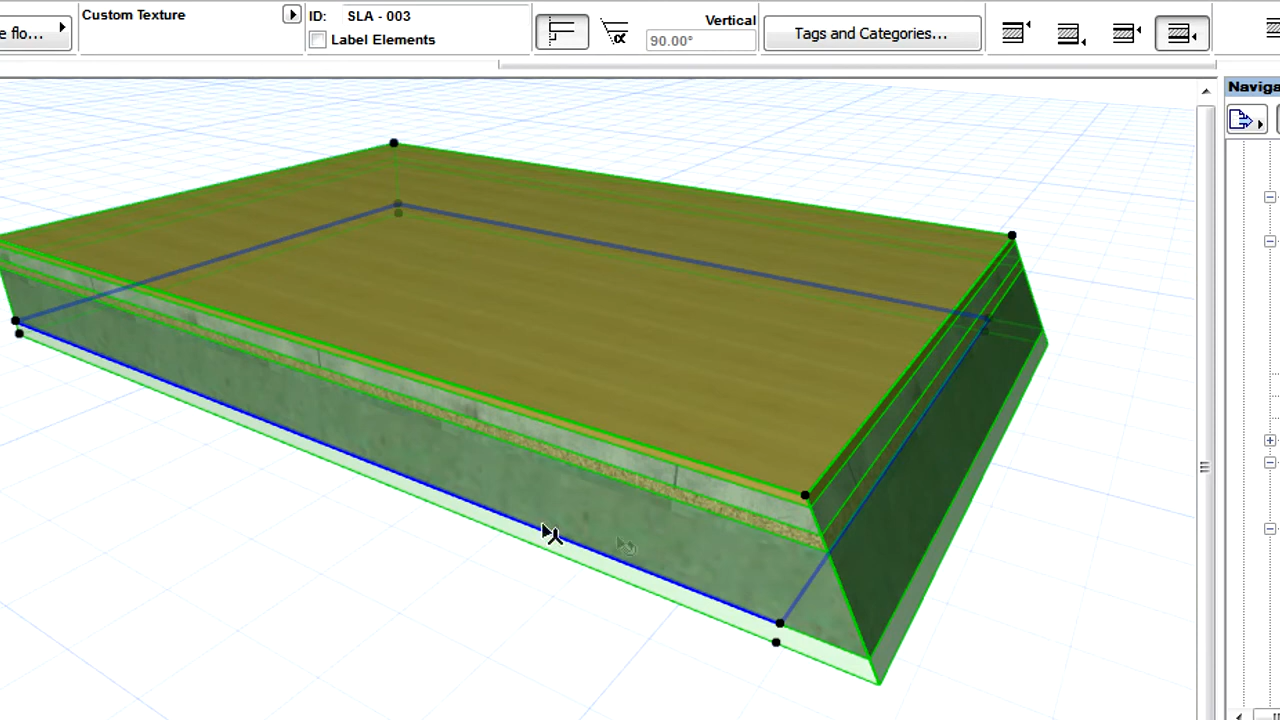 e flo...
Custom Texture
ID: SLA - 003
Label Elements
α
Vertical
90.00°
Tags and Categories...
Naviga